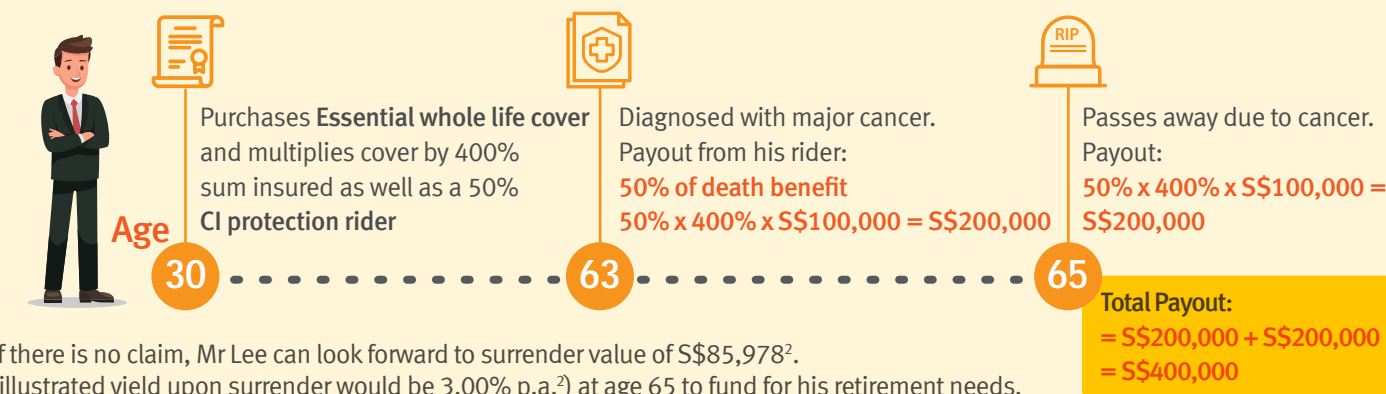 RIP
Purchases Essential whole life cover
and multiplies cover by 400%
sum insured as well as a 50%
CI protection rider
Diagnosed with major cancer.
Payout from his rider:
50% of death benefit
50% x 400% x S$100,000 = S$200,000
Passes away due to cancer.
Payout:
50% x 400% x S$100,000 =
S$200,000
Age
30
63
65
Total Payout:
= S$200,000 + S$200,000
= S$400,000
f there is no claim, Mr Lee can look forward to surrender value of S$85,978².
illustrated yield upon surrender would be 3.00% p.a.²) at age 65 to fund for his retirement needs.